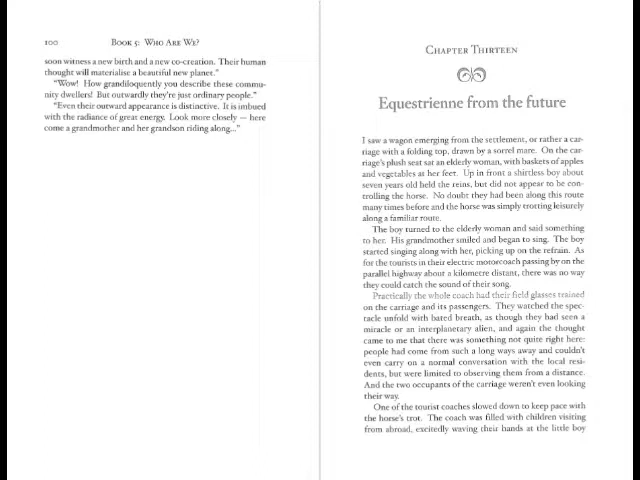 100
Book 5: Who Are We?
soon witness a new birth and a new co-creation. Their human
thought will materialise a beautiful new planet."
"Wow! How grandiloquently you describe these commu-
nity dwellers! But outwardly they're just ordinary people."
"Even their outward appearance is distinctive. It is imbued
with the radiance of great energy. Look more closely — here
come a grandmother and her grandson riding along..."
Chapter Thirteen
Equestrienne from the future
I saw a wagon emerging from the settlement, or rather a car-
riage with a folding top, drawn by a sorrel mare. On the car-
riage's plush seat sat an elderly woman, with baskets of apples
and vegetables at her feet. Up in front a shirtless boy about
seven years old held the reins, but did not appear to be con-
trolling the horse. No doubt they had been along this route
many times before and the horse was simply trotting leisurely
along a familiar route.
The boy turned to the elderly woman and said something
to her. His grandmother smiled and began to sing. The boy
started singing along with her, picking up on the refrain. As
for the tourists in their electric motorcoach passing by on the
parallel highway about a kilometre distant, there was no way
they could catch the sound of their song.
Practically the whole coach had their field glasses trained
on the carriage and its passengers. They watched the spec-
tacle unfold with bated breath, as though they had seen a
miracle or an interplanetary alien, and again the thought
came to me that there was something not quite right here:
people had come from such a long ways away and couldn't
even carry on a normal conversation with the local resi-
dents, but were limited to observing them from a distance.
And the two occupants of the carriage weren't even looking
their way.
One of the tourist coaches slowed down to keep pace with
the horse's trot. The coach was filled with children visiting
from abroad, excitedly waving their hands at the little boy